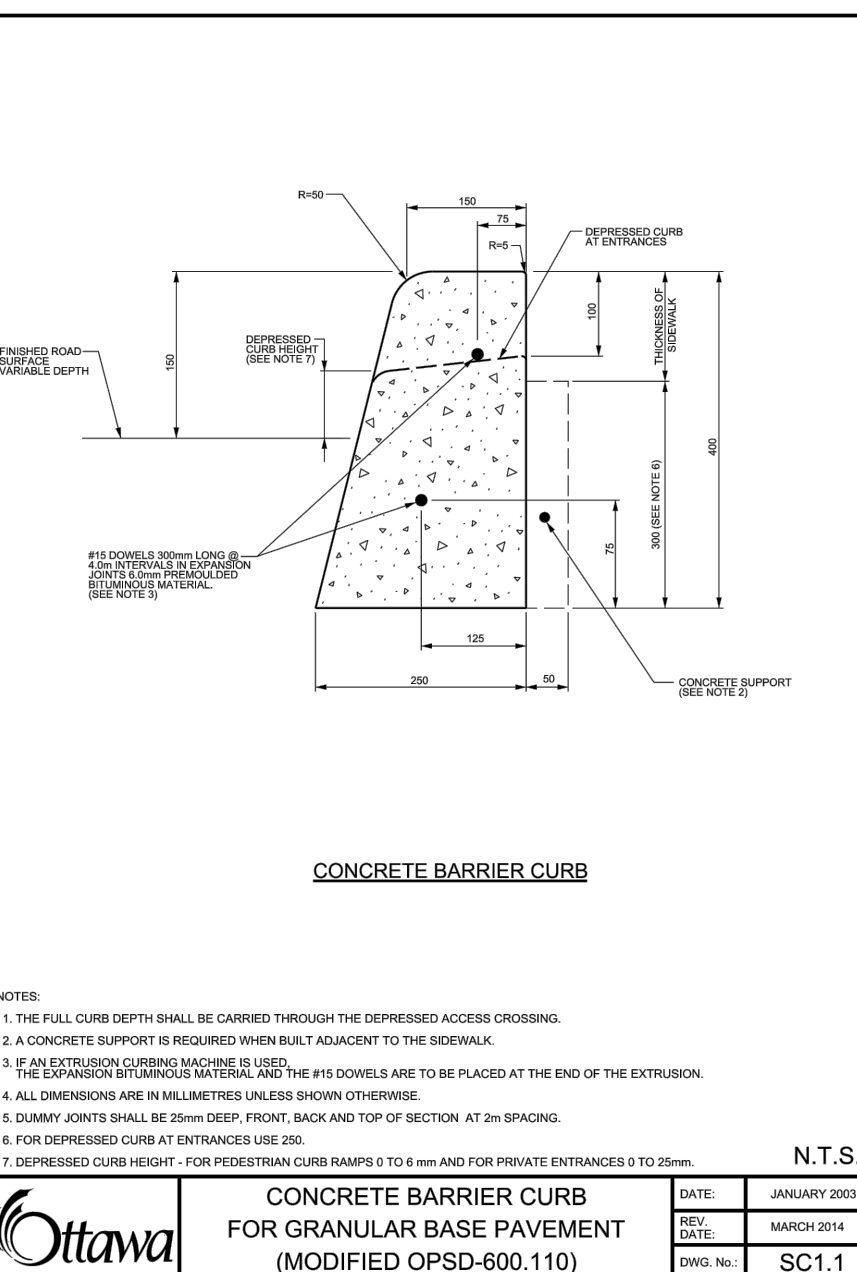 R=50
150
75
R=5
DEPRESSED CURB
AT ENTRANCES
FINISHED ROAD
SURFACE
VARIABLE DEPTH
150
DEPRESSED
CURB HEIGHT
(SEE NOTE 7)
100
THICKNESS OF
SIDEWALK
400
300 (SEE NOTE 6)
75
#15 DOWELS 300mm LONG @
4.0m INTERVALS IN EXPANSION
JOINTS 6.0mm PREMOULDED
BITUMINOUS MATERIAL.
(SEE NOTE 3)
125
250
50
CONCRETE SUPPORT
(SEE NOTE 2)
CONCRETE BARRIER CURB
NOTES:
1. THE FULL CURB DEPTH SHALL BE CARRIED THROUGH THE DEPRESSED ACCESS CROSSING.
2. A CONCRETE SUPPORT IS REQUIRED WHEN BUILT ADJACENT TO THE SIDEWALK.
3. IF AN EXTRUSION CURBING MACHINE IS USED,
THE EXPANSION BITUMINOUS MATERIAL AND THE #15 DOWELS ARE TO BE PLACED AT THE END OF THE EXTRUSION.
4. ALL DIMENSIONS ARE IN MILLIMETRES UNLESS SHOWN OTHERWISE.
5. DUMMY JOINTS SHALL BE 25mm DEEP, FRONT, BACK AND TOP OF SECTION AT 2m SPACING.
6. FOR DEPRESSED CURB AT ENTRANCES USE 250.
7. DEPRESSED CURB HEIGHT - FOR PEDESTRIAN CURB RAMPS 0 TO 6 mm AND FOR PRIVATE ENTRANCES 0 TO 25mm.
N.T.S.
Ottawa
CONCRETE BARRIER CURB
FOR GRANULAR BASE PAVEMENT
(MODIFIED OPSD-600.110)
DATE: JANUARY 2003
REV.
DATE: MARCH 2014
DWG. No.: SC1.1